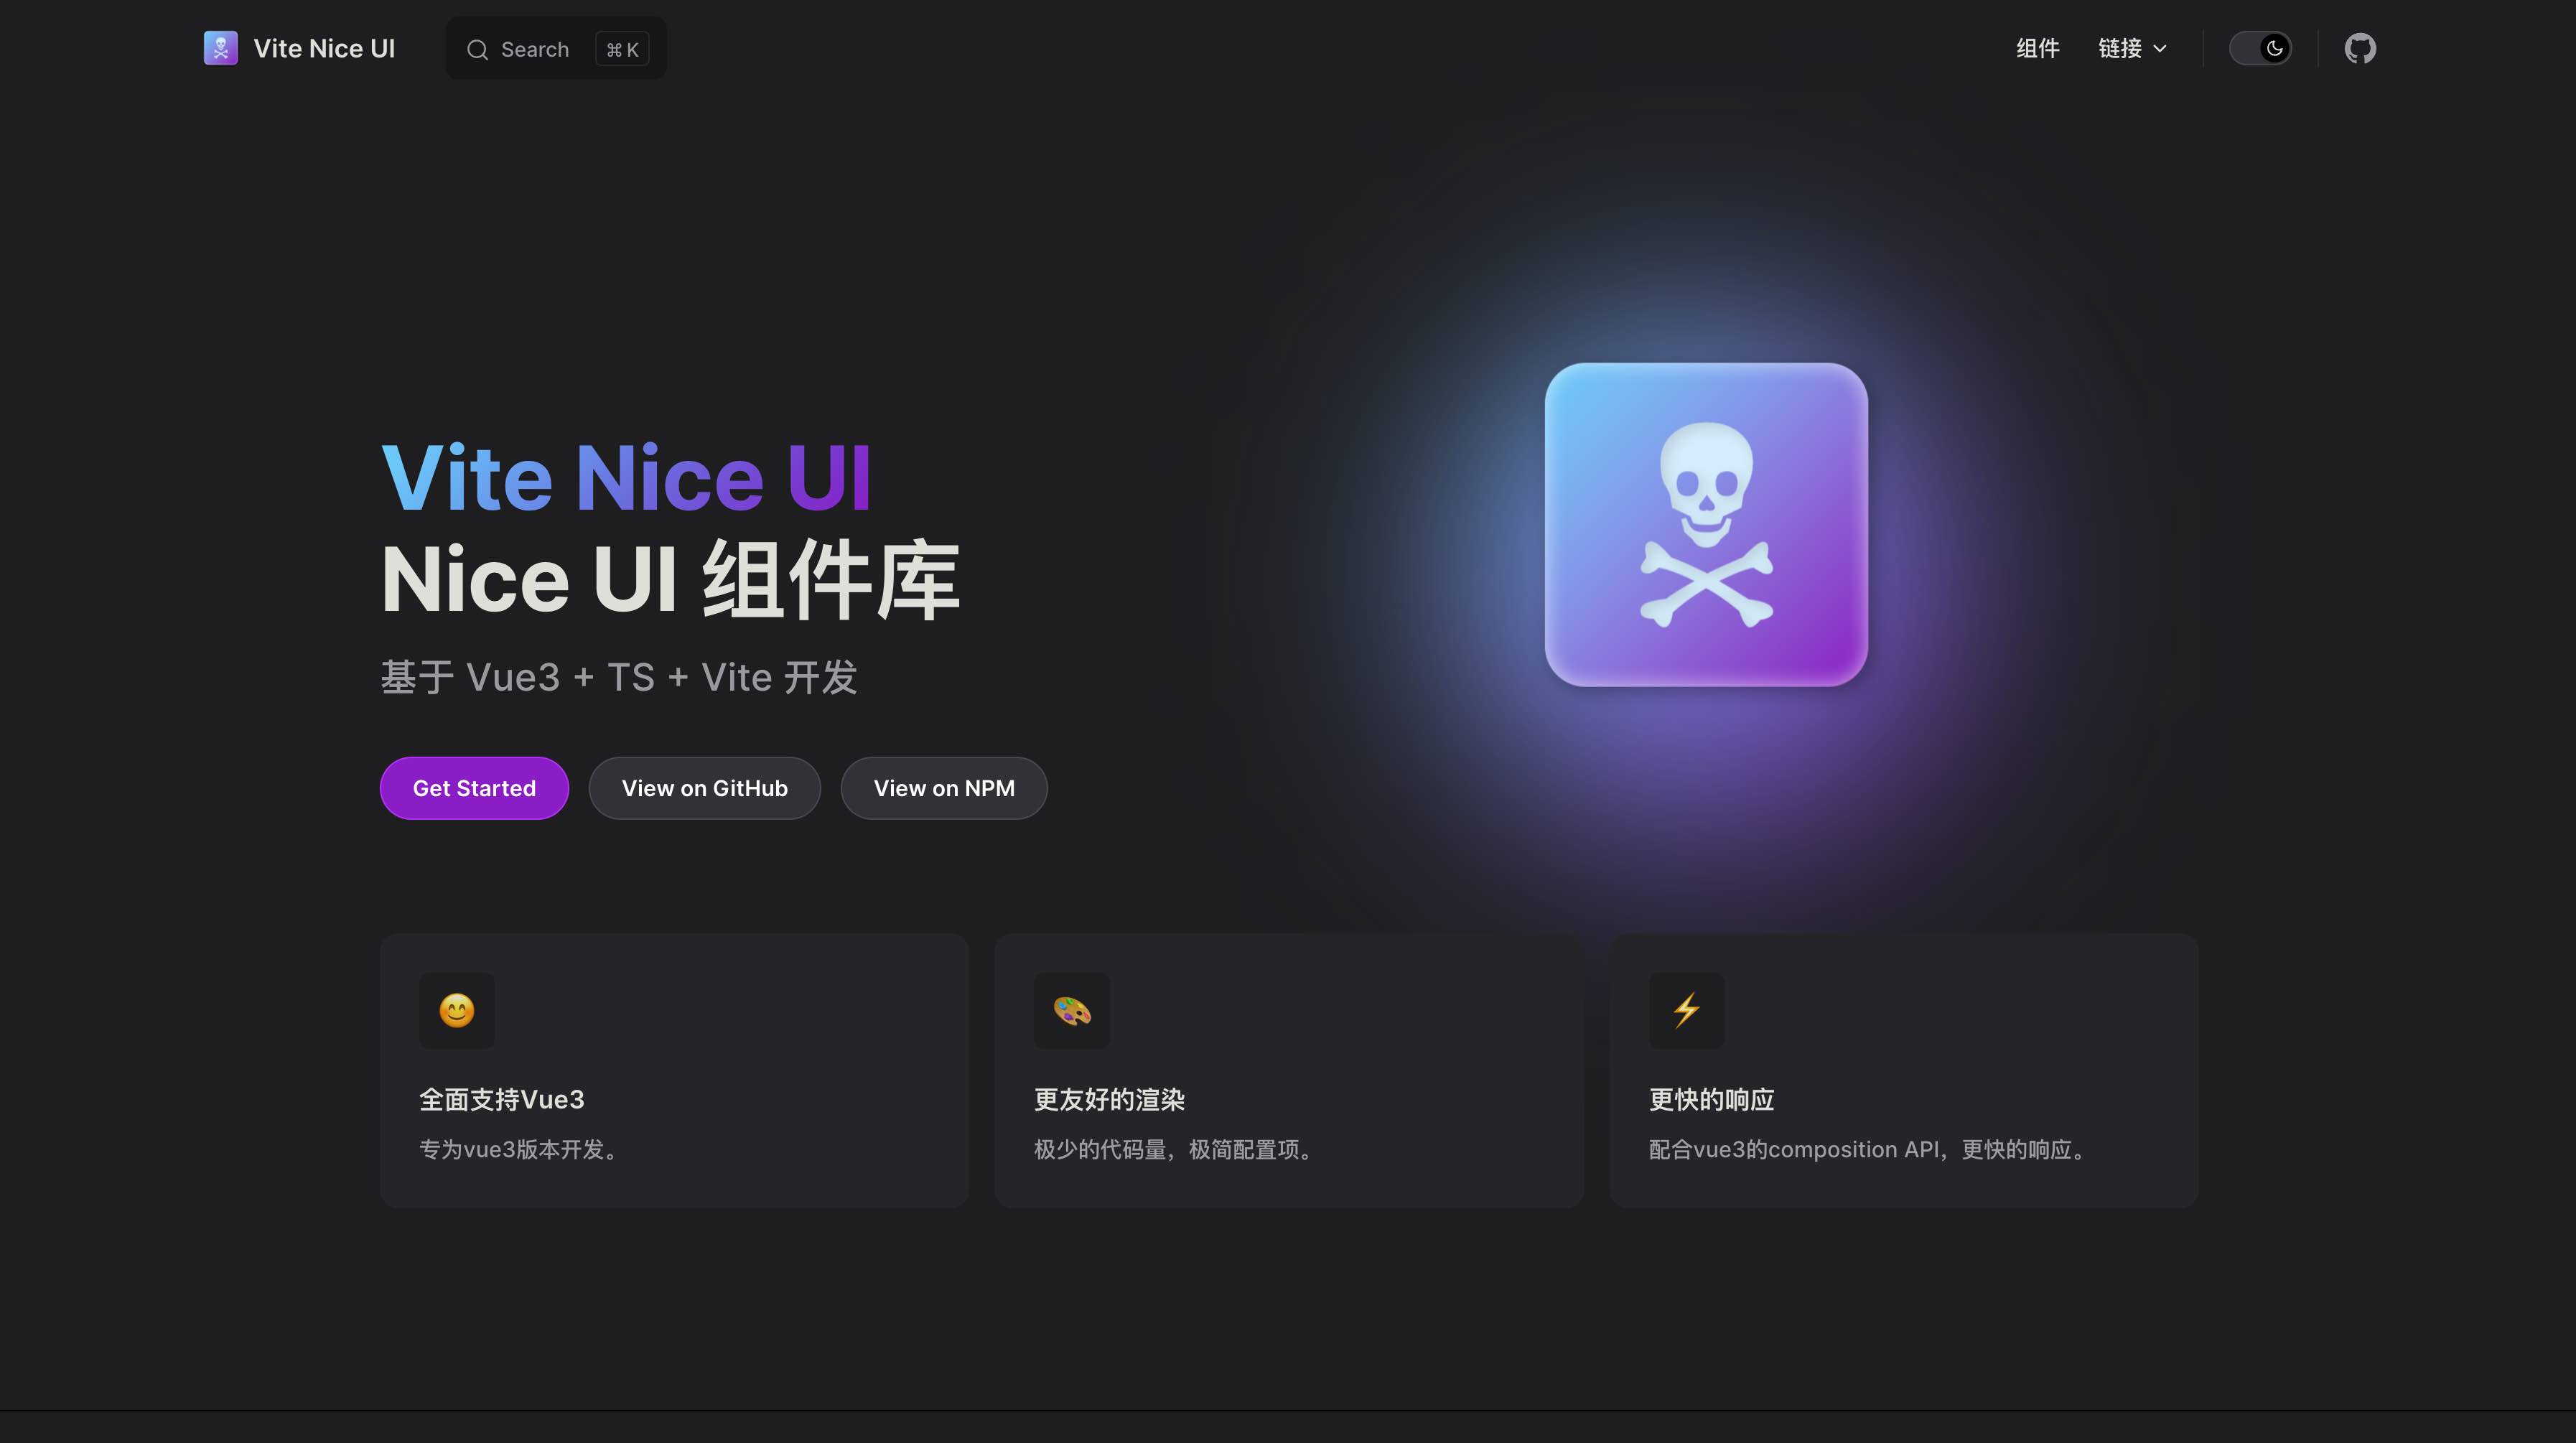 Vite Nice UI
Search ⌘ K
组件
链接
Vite Nice UI
Nice UI 组件库
基于 Vue3 + TS + Vite 开发
Get Started
View on GitHub
View on NPM
全面支持Vue3
专为vue3版本开发。
更友好的渲染
极少的代码量，极简配置项。
更快的响应
配合vue3的composition API，更快的响应。